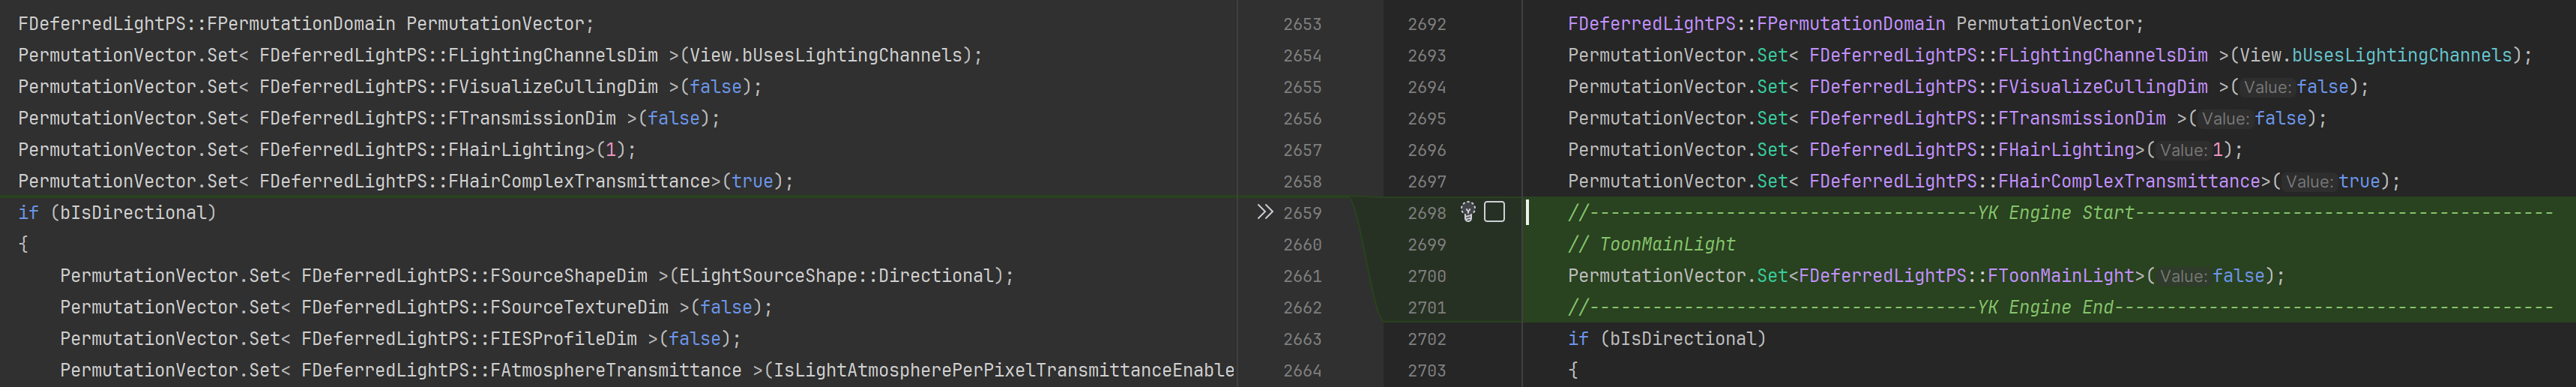 FDeferredLightPS::FPermutationDomain PermutationVector;
PermutationVector.Set< FDeferredLightPS::FLightingChannelsDim >(View.bUsesLightingChannels);
PermutationVector.Set< FDeferredLightPS::FVisualizeCullingDim >(false);
PermutationVector.Set< FDeferredLightPS::FTransmissionDim >(false);
PermutationVector.Set< FDeferredLightPS::FHairLighting>(1);
PermutationVector.Set< FDeferredLightPS::FHairComplexTransmittance>(true);
if (bIsDirectional)
{
PermutationVector.Set< FDeferredLightPS::FSourceShapeDim >(ELightSourceShape::Directional);
PermutationVector.Set< FDeferredLightPS::FSourceTextureDim >(false);
PermutationVector.Set< FDeferredLightPS::FIESProfileDim >(false);
PermutationVector.Set< FDeferredLightPS::FAtmosphereTransmittance >(IsLightAtmospherePerPixelTransmittanceEnable
2653 2692
2654 2693
2655 2694
2656 2695
2657 2696
2658 2697
2659 2698
2660 2699
2661 2700
2662 2701
2663 2702
2664 2703
FDeferredLightPS::FPermutationDomain PermutationVector;
PermutationVector.Set< FDeferredLightPS::FLightingChannelsDim >(View.bUsesLightingChannels);
PermutationVector.Set< FDeferredLightPS::FVisualizeCullingDim >(Value: false);
PermutationVector.Set< FDeferredLightPS::FTransmissionDim >(Value: false);
PermutationVector.Set< FDeferredLightPS::FHairLighting>(Value: 1);
PermutationVector.Set< FDeferredLightPS::FHairComplexTransmittance>(Value: true);
//-------------------------------------YK Engine Start----------------------------------------
// ToonMainLight
PermutationVector.Set<FDeferredLightPS::FToonMainLight>(Value: false);
//-------------------------------------YK Engine End------------------------------------------
if (bIsDirectional)
{